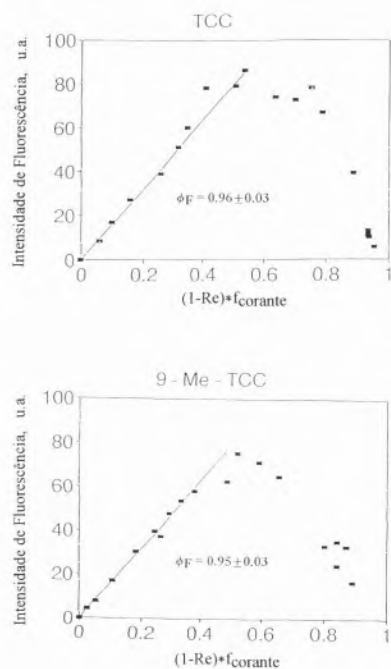 TCC
Intensidade de Fluorescência, u.a.
100
80
60
40
20
0
ϕF = 0.96±0.03
0 0.2 0.4 0.6 0.8 1
(1-Re)*fcorante
9 - Me - TCC
Intensidade de Fluorescência, u.a.
100
80
60
40
20
0
ϕF = 0.95±0.03
0 0.2 0.4 0.6 0.8 1
(1-Re)*fcorante